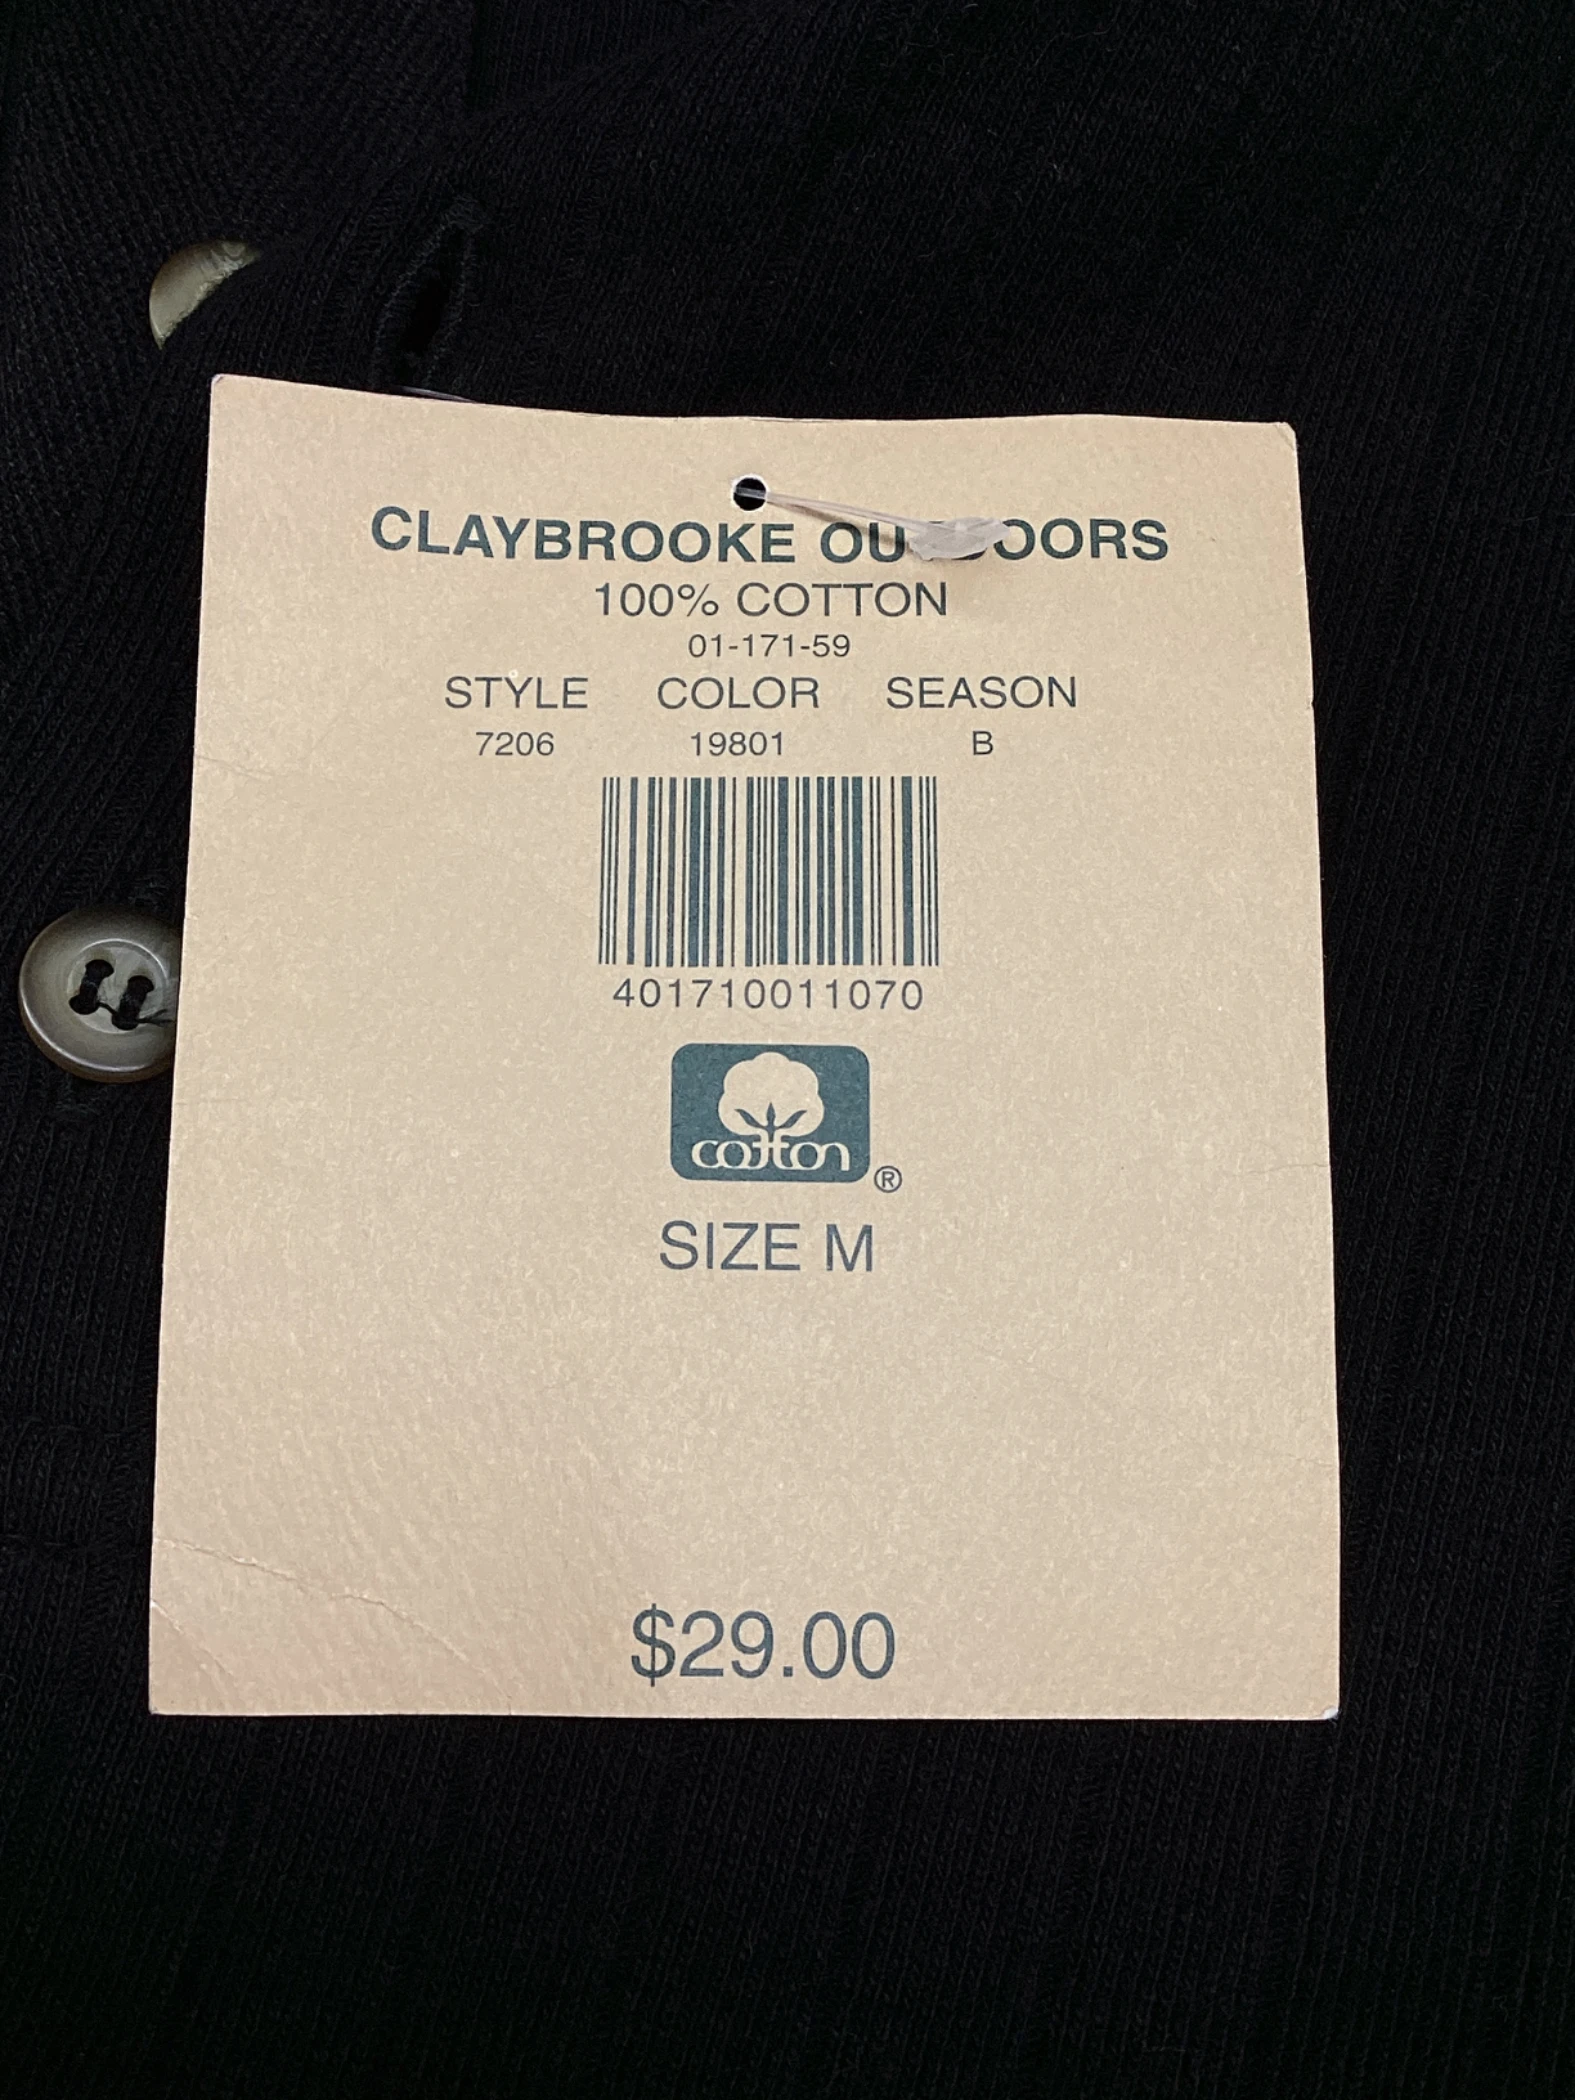 CLAYBROOKE OUTDOORS
100% COTTON
01-171-59
STYLE COLOR SEASON
7206 19801 B
401710011070
cotton ®
SIZE M
$29.00